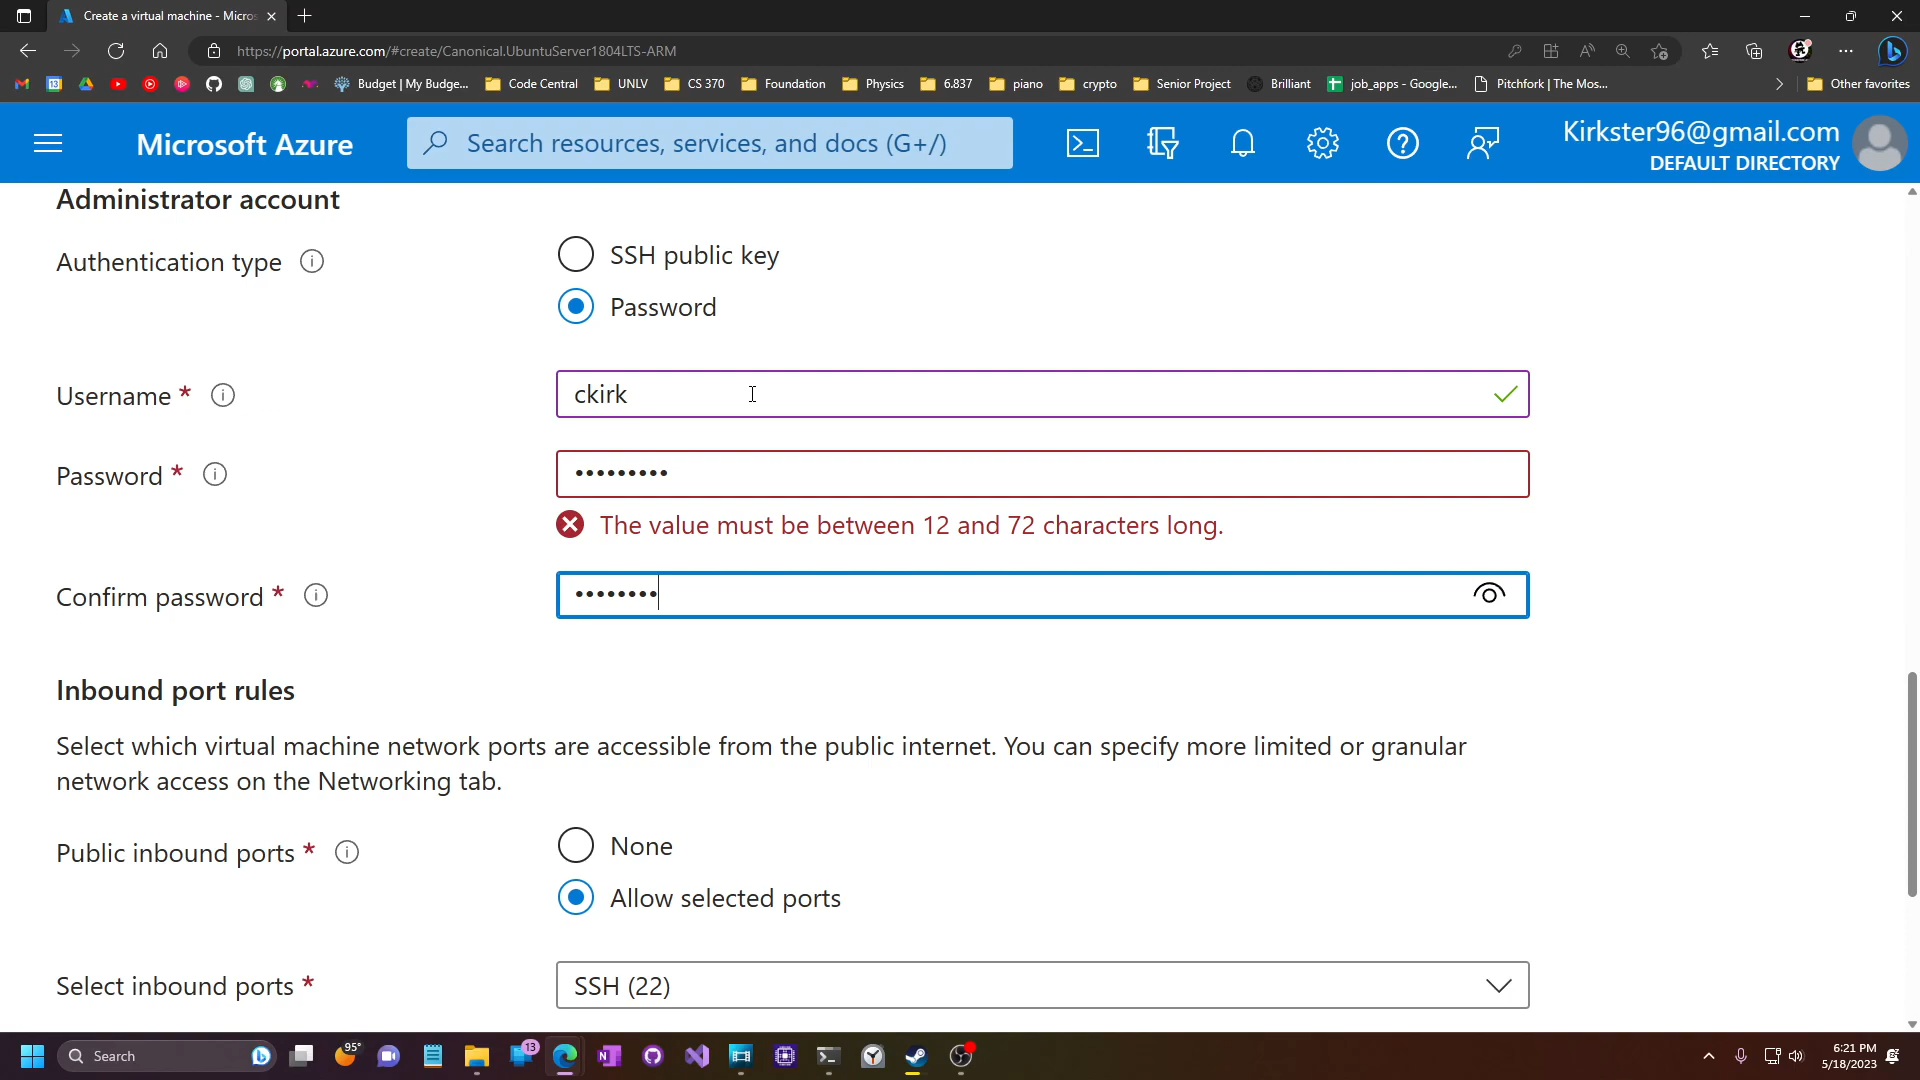 Create a virtual machine - Micros
https://portal.azure.com/#create/Canonical.UbuntuServer1804LTS-ARM
Budget | My Budge...
Code Central
UNLV
CS 370
Foundation
Physics
6.837
piano
crypto
Senior Project
Brilliant
job_apps - Google...
Pitchfork | The Mos...
Other favorites
Microsoft Azure
Search resources, services, and docs (G+/)
Kirkster96@gmail.com
DEFAULT DIRECTORY
Administrator account
Authentication type
SSH public key
Password
Username *
ckirk
Password *
•••••••••
The value must be between 12 and 72 characters long.
Confirm password *
••••••••
Inbound port rules
Select which virtual machine network ports are accessible from the public internet. You can specify more limited or granular
network access on the Networking tab.
Public inbound ports *
None
Allow selected ports
Select inbound ports *
SSH (22)
Search
95°
13
6:21 PM
5/18/2023